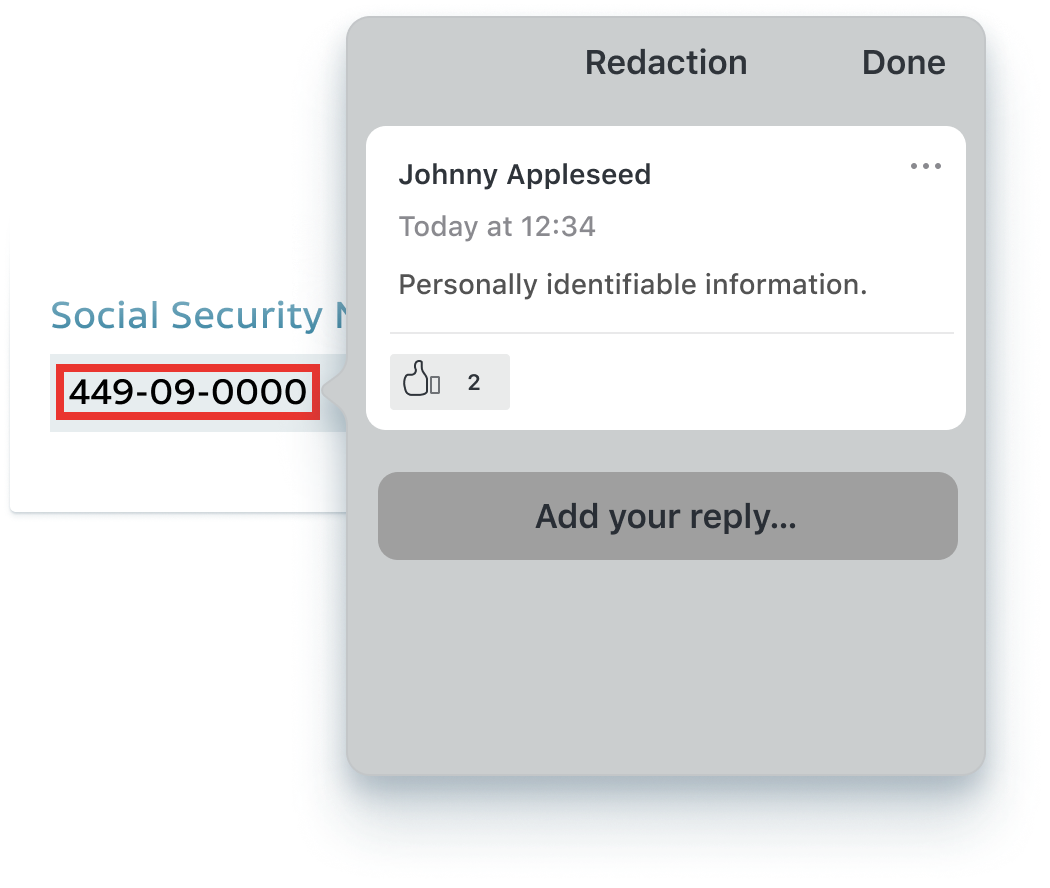 Redaction
Done
Johnny Appleseed
Today at 12:34
Personally identifiable information.
Social Security
449-09-0000
2
Add your reply...